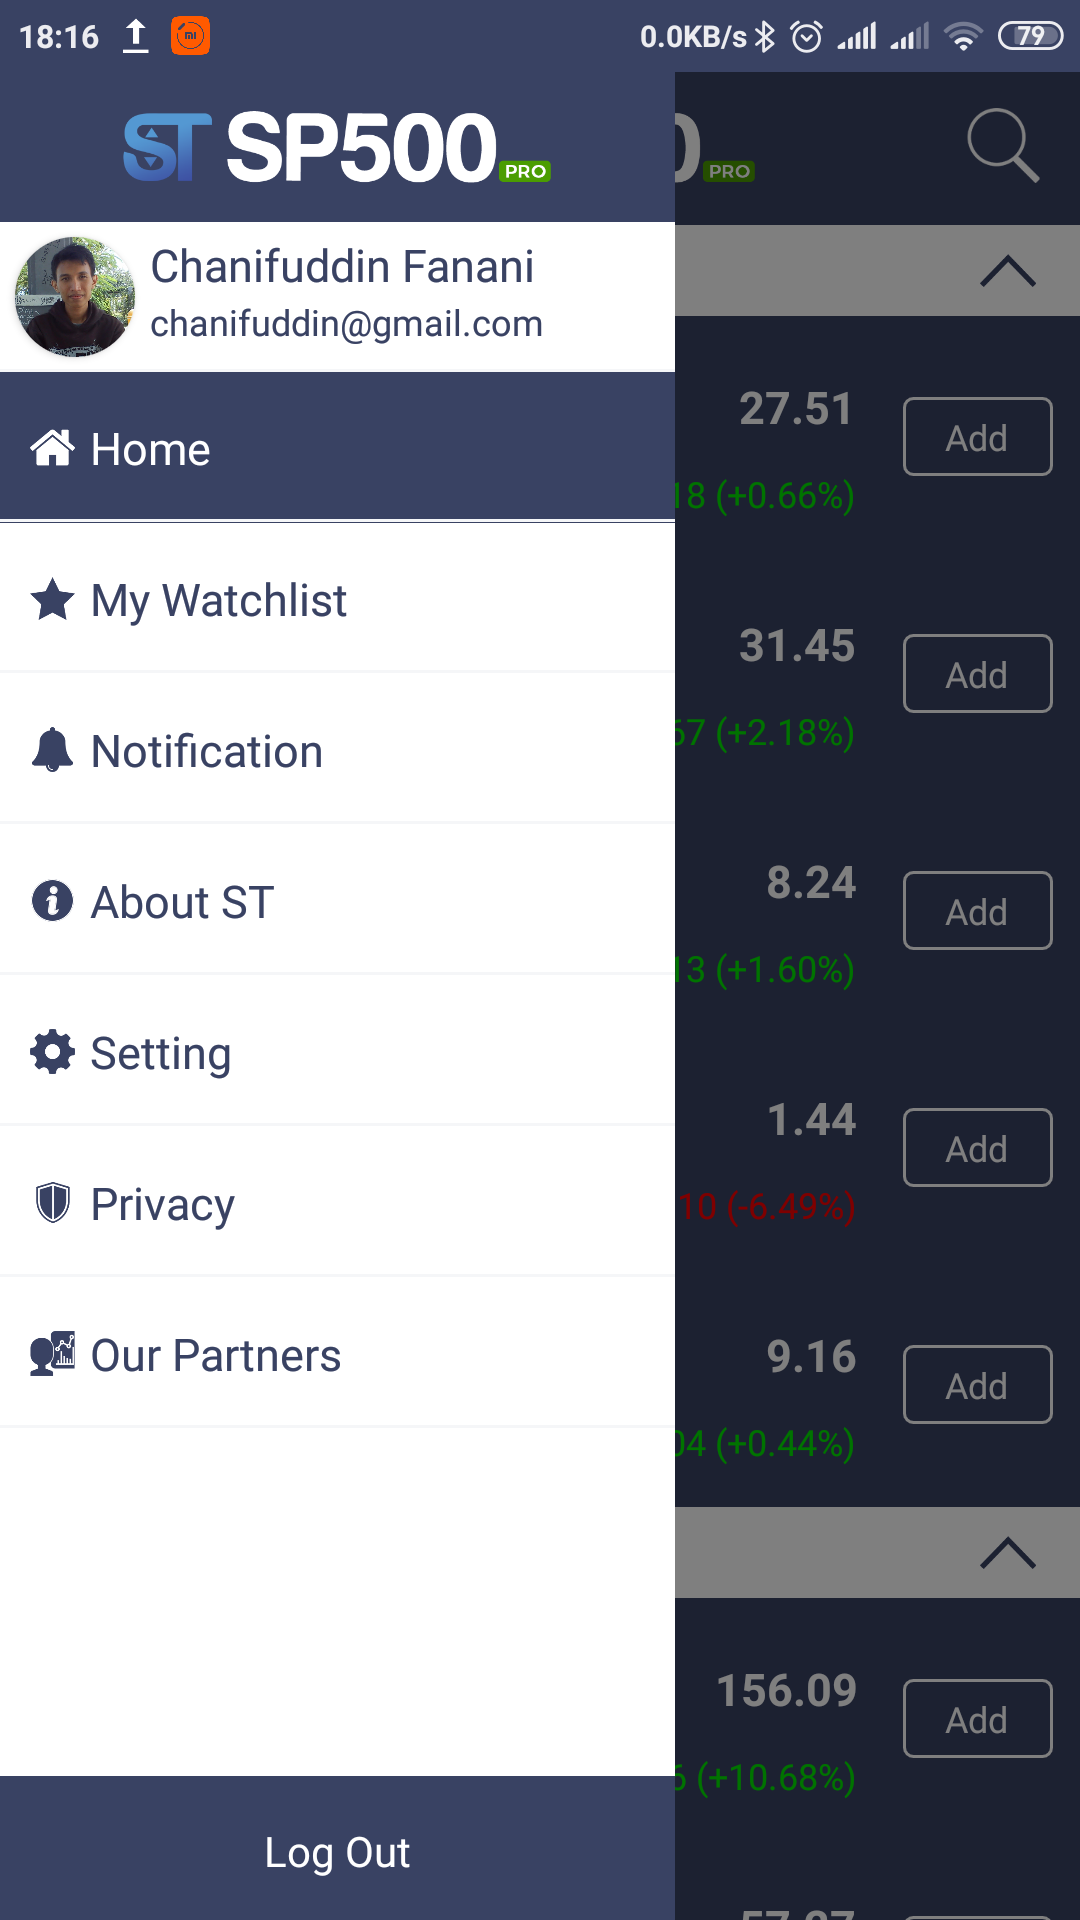 18:16 0.0KB/s 79
ST SP500 PRO
0 PRO
Chanifuddin Fanani
chanifuddin@gmail.com
Home
My Watchlist
Notification
About ST
Setting
Privacy
Our Partners
Log Out
27.51
Add
18 (+0.66%)
31.45
Add
67 (+2.18%)
8.24
Add
13 (+1.60%)
1.44
Add
10 (-6.49%)
9.16
Add
04 (+0.44%)
156.09
Add
6 (+10.68%)